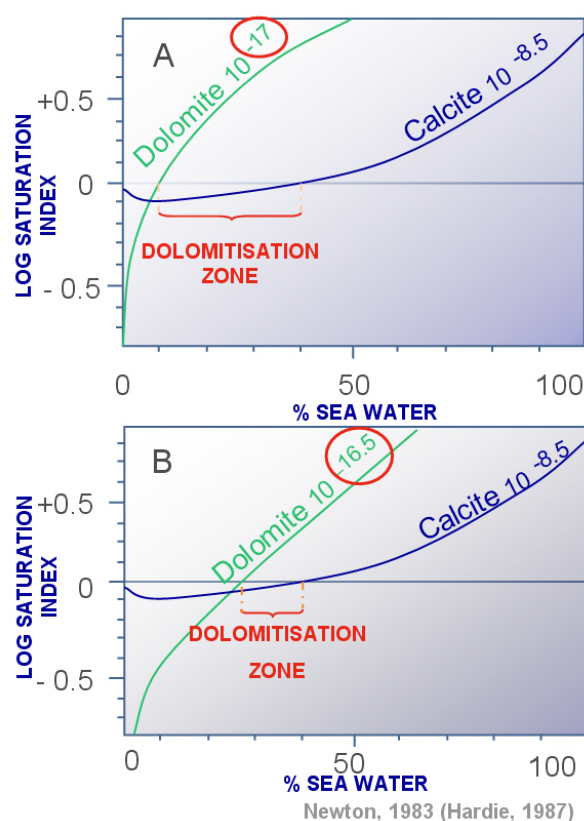 A
Dolomite 10 -17
Calcite 10 -8.5
+0.5
0
- 0.5
LOG SATURATION
INDEX
DOLOMITISATION
ZONE
0
50
100
% SEA WATER
B
Dolomite 10 -16.5
Calcite 10 -8.5
+0.5
0
- 0.5
LOG SATURATION
INDEX
DOLOMITISATION
ZONE
0
50
100
% SEA WATER
Newton, 1983 (Hardie, 1987)